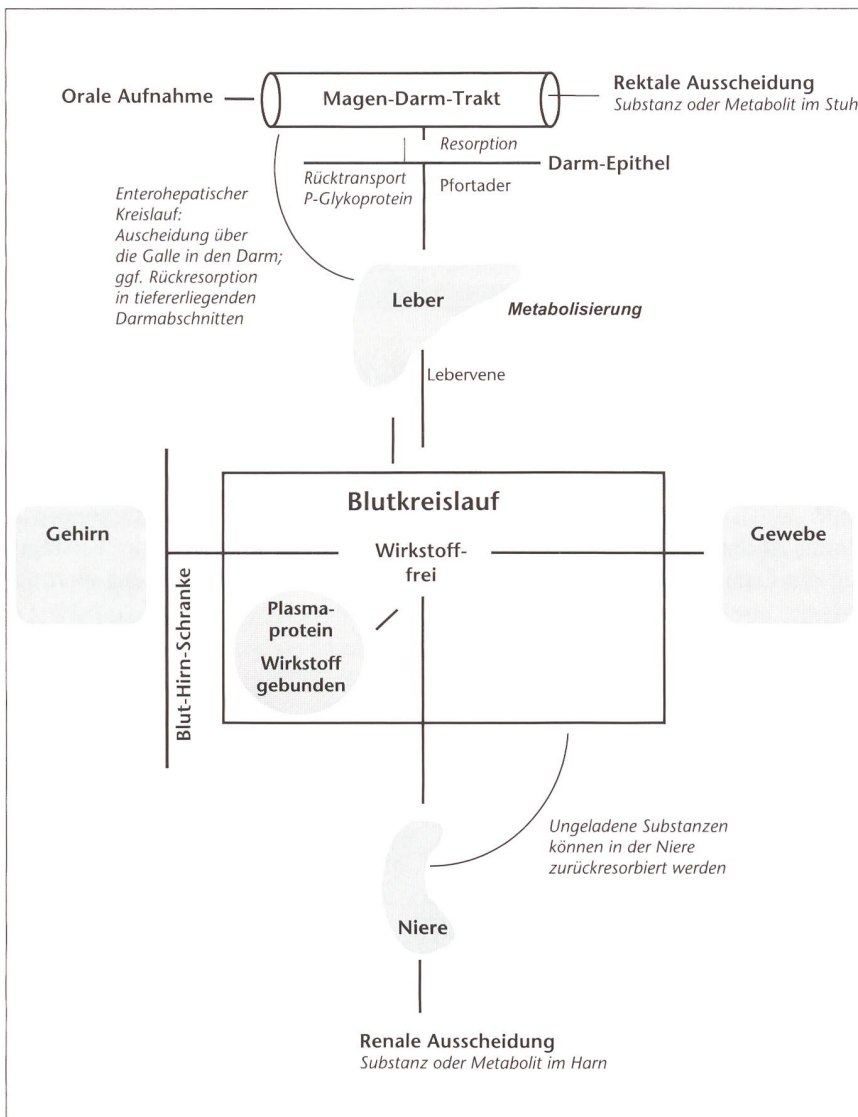 Orale Aufnahme
Magen-Darm-Trakt
Rektale Ausscheidung
Substanz oder Metabolit im Stuh
Resorption
Darm-Epithel
Rücktransport
P-Glykoprotein
Pfortader
Enterohepatischer
Kreislauf:
Auscheidung über
die Galle in den Darm;
ggf. Rückresorption
in tiefererliegenden
Darmabschnitten
Leber
Metabolisierung
Lebervene
Blutkreislauf
Gehirn
Gewebe
Wirkstoff-
frei
Blut-Hirn-Schranke
Plasma-
protein
Wirkstoff
gebunden
Ungeladene Substanzen
können in der Niere
zurückresorbiert werden
Niere
Renale Ausscheidung
Substanz oder Metabolit im Harn